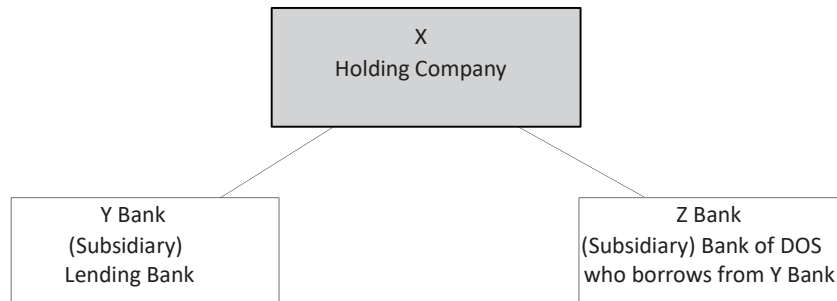 X
Holding Company
Y Bank
(Subsidiary)
Lending Bank
Z Bank
(Subsidiary) Bank of DOS
who borrows from Y Bank